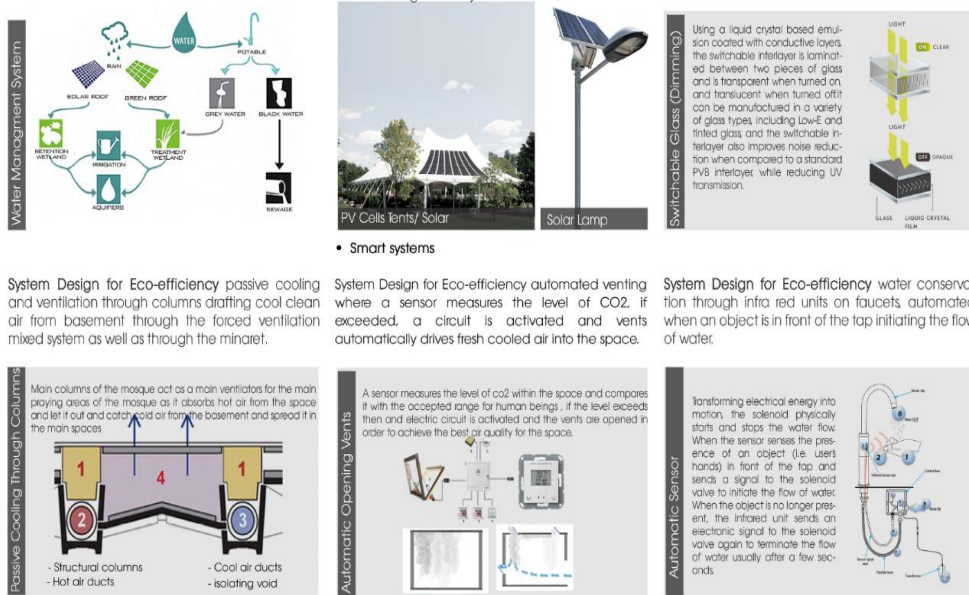 Water Managment System
WATER
RAIN
POTABLE
SOLAR ROOF
GREEN ROOF
GREY WATER
BLACK WATER
RETENTION
WETLAND
IRRIGATION
TREATMENT
WETLAND
AQUIFIERS
SEWAGE
PV Cells Tents/ Solar
Solar Lamp
• Smart systems
Switchable Glass (Dimming)
Using a liquid crystal based emul-
sion coated with conductive layers,
the switchable interlayer is laminat-
ed between two pieces of glass
and is transparent when turned on,
and translucent when turned off.It
can be manufactured in a variety
of glass types, including Low-E and
tinted glass, and the switchable in-
terlayer also improves noise reduc-
tion when compared to a standard
PVB interlayer, while reducing UV
transmission.
LIGHT
ON CLEAR
LIGHT
OFF OPAQUE
GLASS LIQUID CRYSTAL
FILM
System Design for Eco-efficiency passive cooling
and ventilation through columns drafting cool clean
air from basement through the forced ventilation
mixed system as well as through the minaret.
System Design for Eco-efficiency automated venting
where a sensor measures the level of CO2, if
exceeded, a circuit is activated and vents
automatically drives fresh cooled air into the space.
System Design for Eco-efficiency water conserva
tion through infra red units on faucets, automated
when an object is in front of the tap initiating the flow
of water.
Passive Cooling Through Columns
Main columns of the mosque act as a main ventilators for the main
praying areas of the mosque as it absorbs hot air from the space
and let it out and catch cold air from the basement and spread it in
the main spaces
1
4
1
2
3
- Structural columns
- Hot air ducts
- Cool air ducts
- isolating void
Automatic Opening Vents
A sensor measures the level of co2 within the space and compares
it with the accepted range for human beings , if the level exceeds
then and electric circuit is activated and the vents are opened in
order to achieve the best air quality for the space.
Automatic Sensor
Transforming electrical energy into
motion, the solenoid physically
starts and stops the water flow.
When the sensor senses the pres-
ence of an object (i.e. user's
hands) in front of the tap and
sends a signal to the solenoid
valve to initiate the flow of water.
When the object is no longer pres-
ent, the infrared unit sends an
electronic signal to the solenoid
valve again to terminate the flow
of water usually after a few sec-
onds.